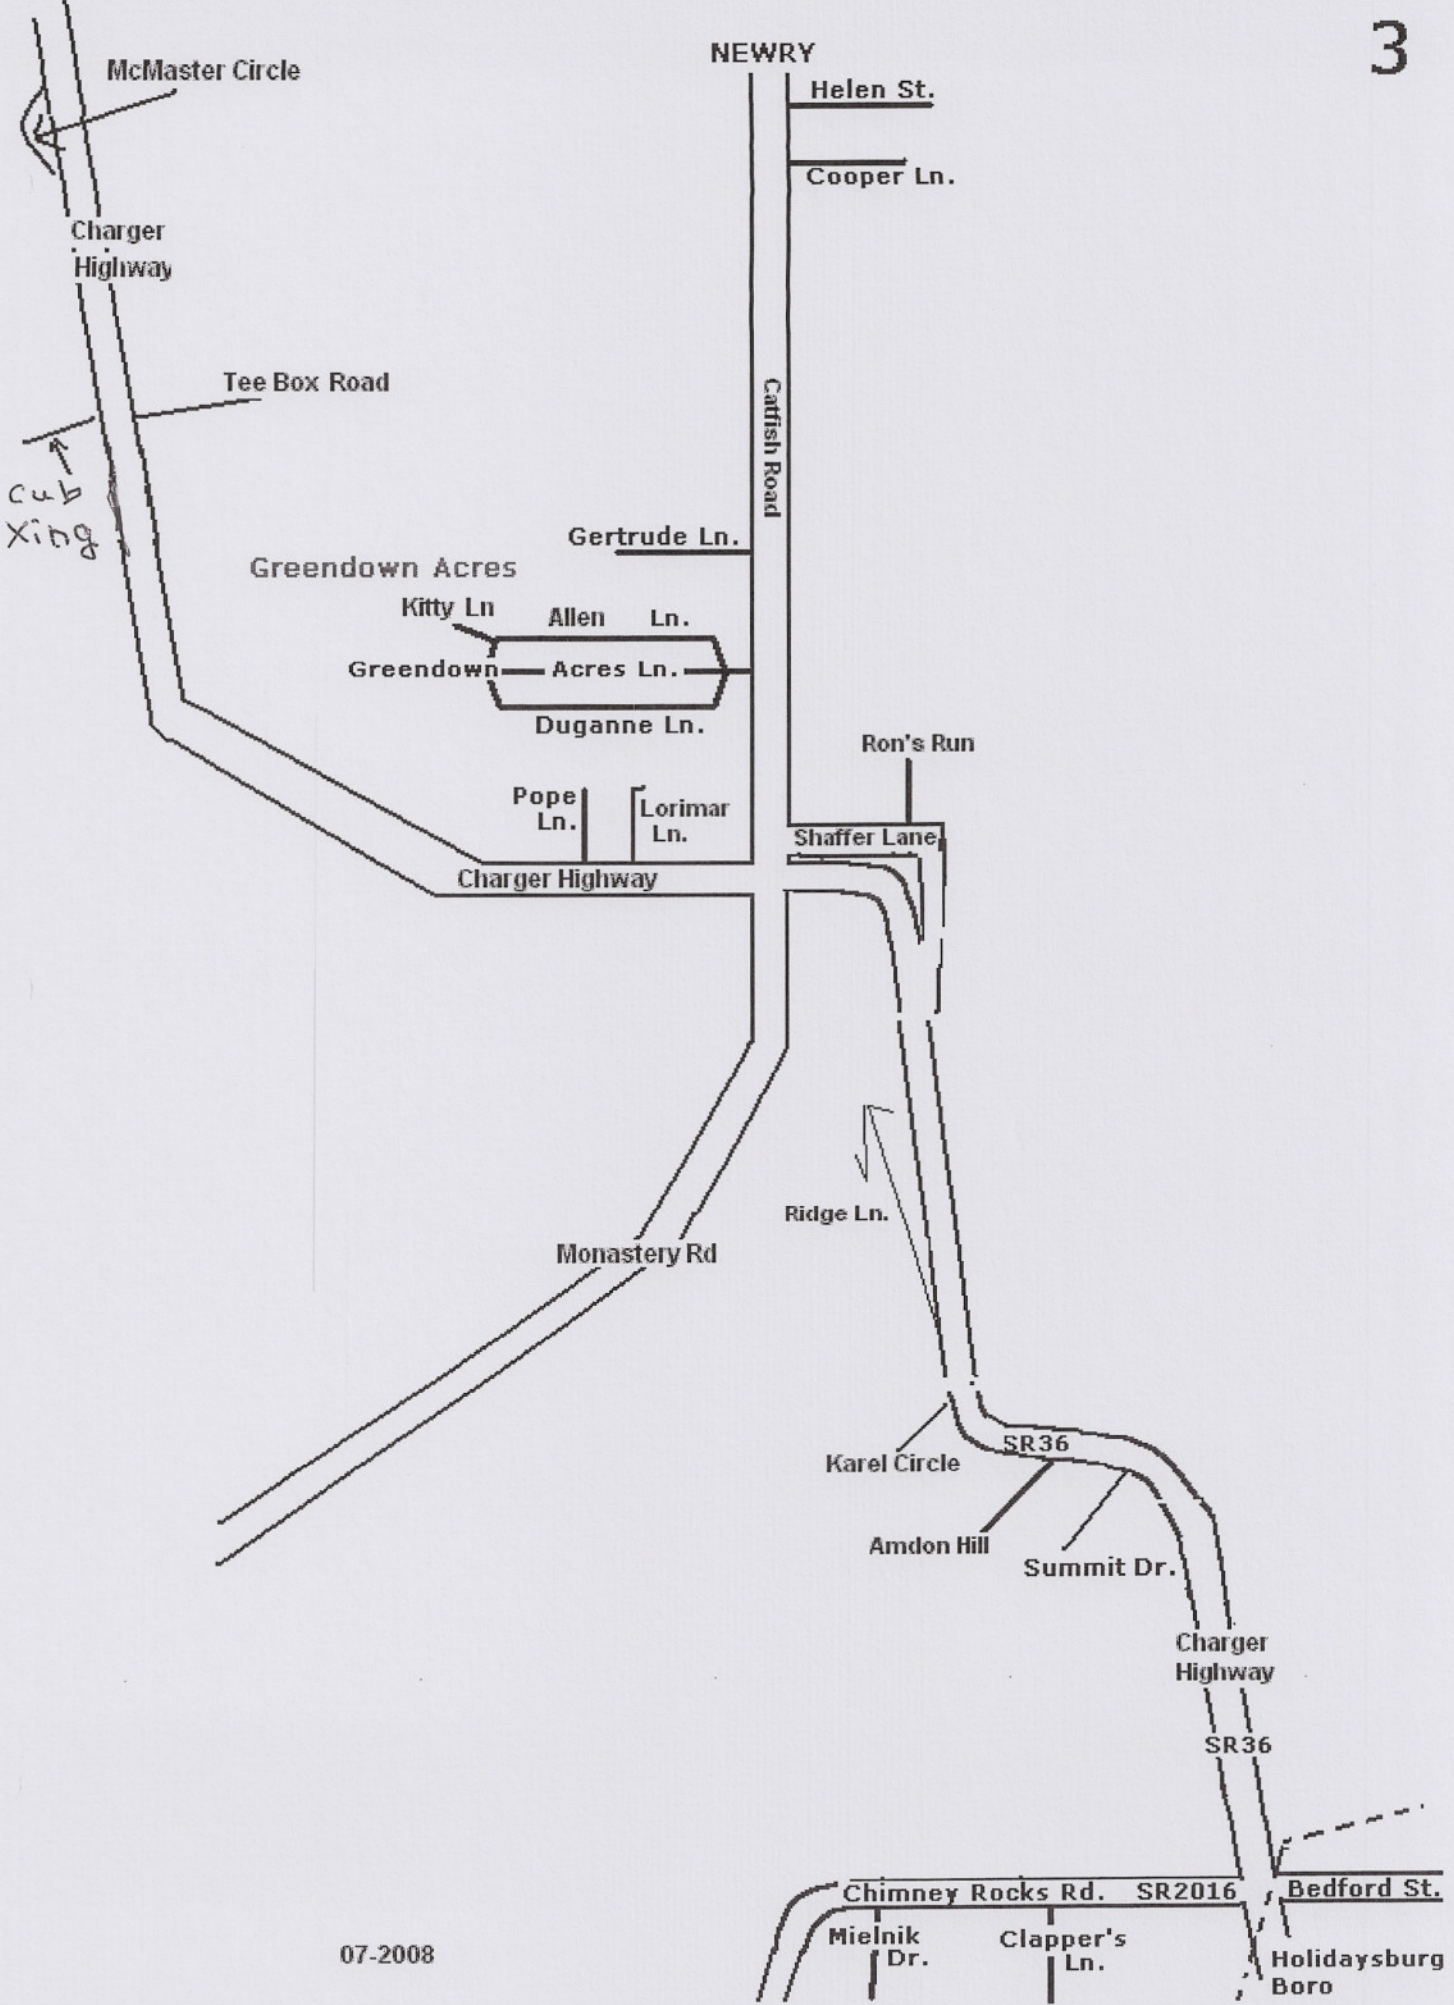 3
NEWRY
McMaster Circle
Helen St.
Cooper Ln.
Charger
Highway
Tee Box Road
Catfish Road
Cub
Xing
Gertrude Ln.
Greendown Acres
Kitty Ln
Allen Ln.
Greendown Acres Ln.
Duganne Ln.
Ron's Run
Pope
Ln.
Lorimar
Ln.
Shaffer Lane
Charger Highway
Ridge Ln.
Monastery Rd
SR36
Karel Circle
Amdon Hill
Summit Dr.
Charger
Highway
SR36
Chimney Rocks Rd. SR2016
Bedford St.
Mielnik
Dr.
Clapper's
Ln.
07-2008
Holidaysburg
Boro